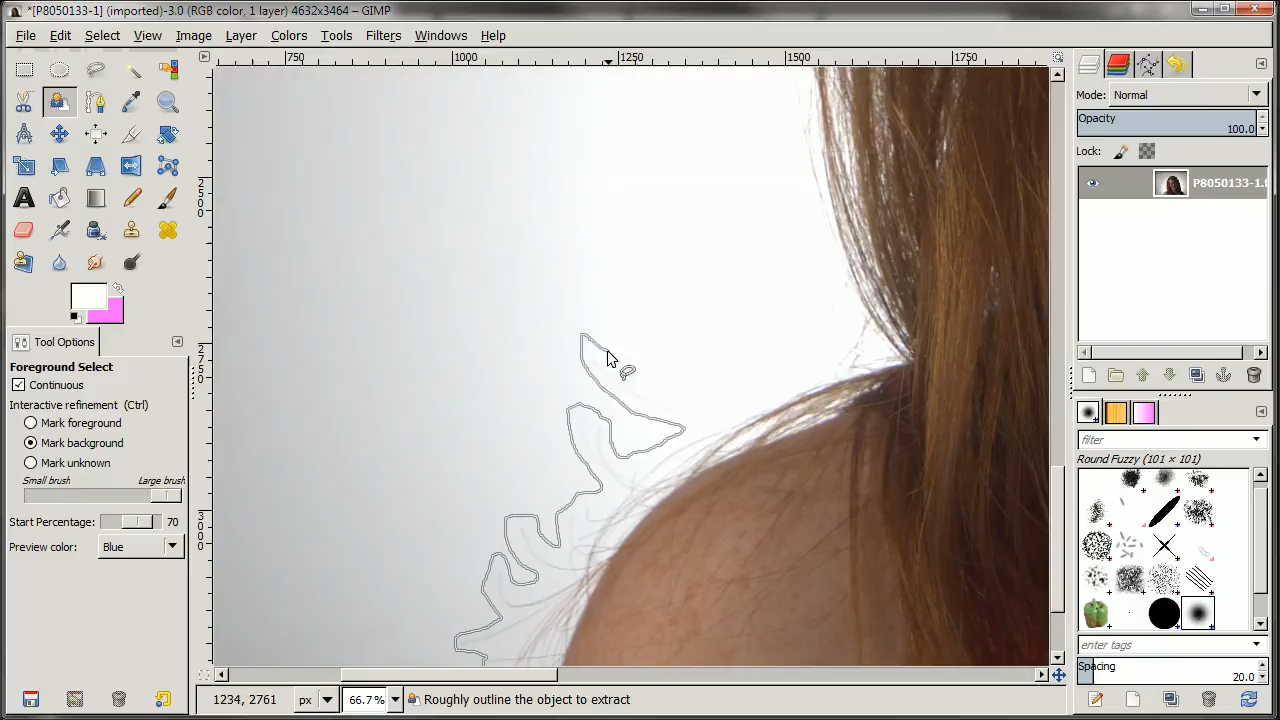 *[P8050133-1] (imported)-3.0 (RGB color, 1 layer) 4632x3464 – GIMP
File Edit Select View Image Layer Colors Tools Filters Windows Help
750 1000 1250 1500 1750
Mode: Normal
Opacity
100.0
Lock:
P8050133-1.
2500
2750
3000
Tool Options
Foreground Select
Continuous
Interactive refinement (Ctrl)
Mark foreground
Mark background
Mark unknown
Small brush Large brush
Start Percentage: 70
Preview color: Blue
filter
Round Fuzzy (101 × 101)
enter tags
Spacing
20.0
1234, 2761 px 66.7% Roughly outline the object to extract